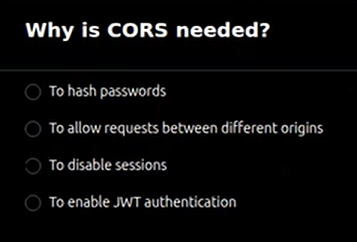 Why is CORS needed?
To hash passwords
To allow requests between different origins
To disable sessions
To enable JWT authentication